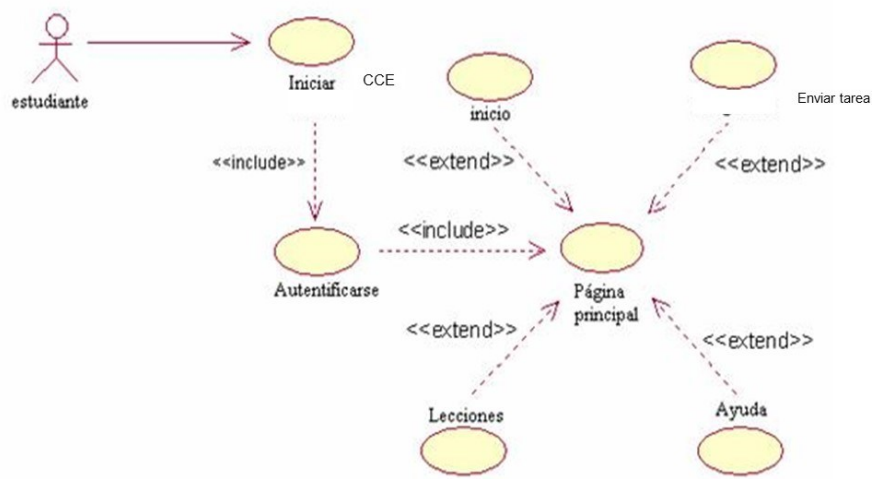 estudiante
Iniciar CCE
inicio
Enviar tarea
<<include>>
<<extend>>
<<extend>>
<<include>>
Autentificarse
Página
principal
<<extend>>
<<extend>>
Lecciones
Ayuda